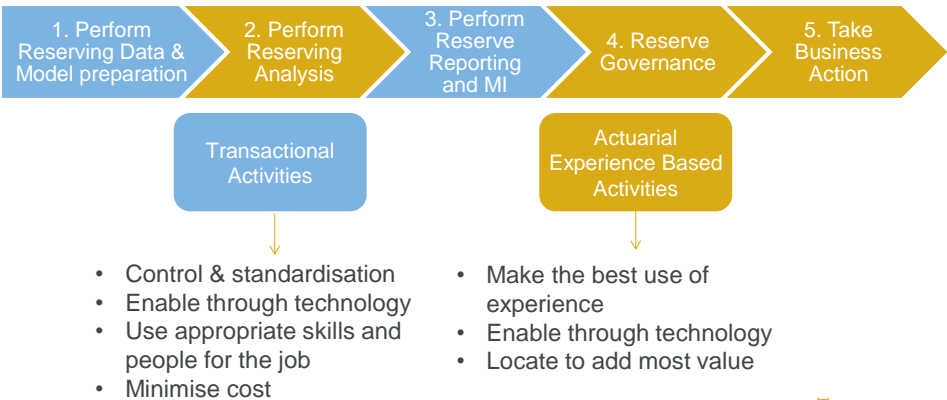 1. Perform
Reserving Data &
Model preparation
2. Perform
Reserving
Analysis
3. Perform
Reserve
Reporting
and MI
4. Reserve
Governance
5. Take
Business
Action
Transactional
Activities
Actuarial
Experience Based
Activities
• Control & standardisation
• Enable through technology
• Use appropriate skills and
people for the job
• Minimise cost
• Make the best use of
experience
• Enable through technology
• Locate to add most value